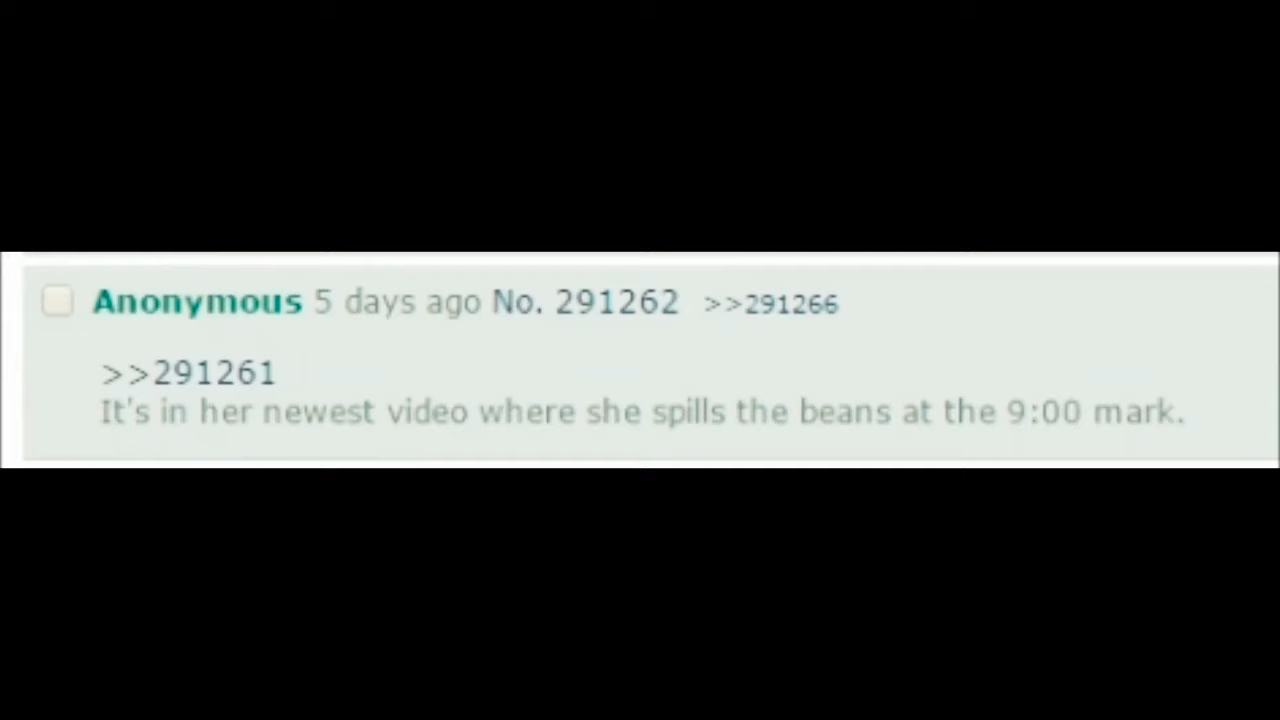 Anonymous 5 days ago No. 291262 >>291266
>>291261
It's in her newest video where she spills the beans at the 9:00 mark.